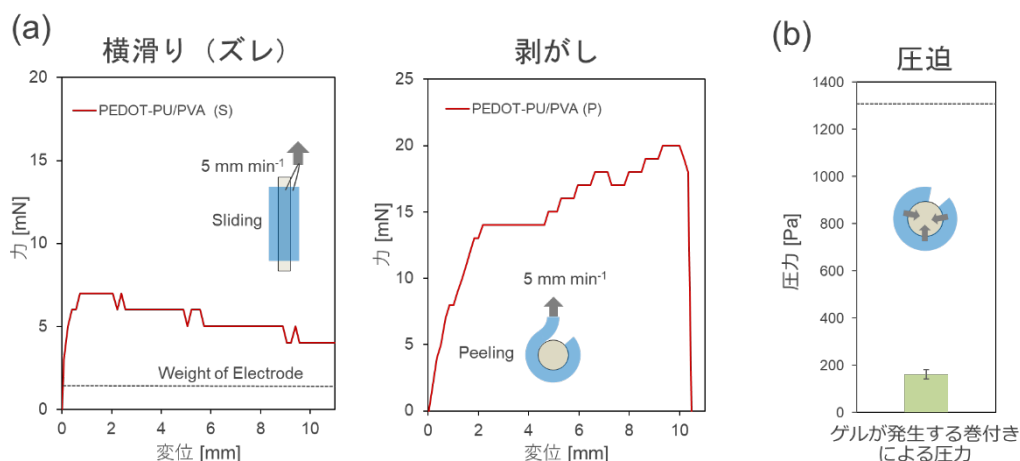 (a)
横滑り（ズレ）
20
15
10
5
0
力 [mN]
PEDOT-PU/PVA (S)
5 mm min⁻¹
Sliding
Weight of Electrode
0 2 4 6 8 10
変位 [mm]
剥がし
25
20
15
10
5
0
力 [mN]
PEDOT-PU/PVA (P)
5 mm min⁻¹
Peeling
0 2 4 6 8 10
変位 [mm]
(b)
圧迫
1400
1200
1000
800
600
400
200
0
圧力 [Pa]
ゲルが発生する巻付き
による圧力